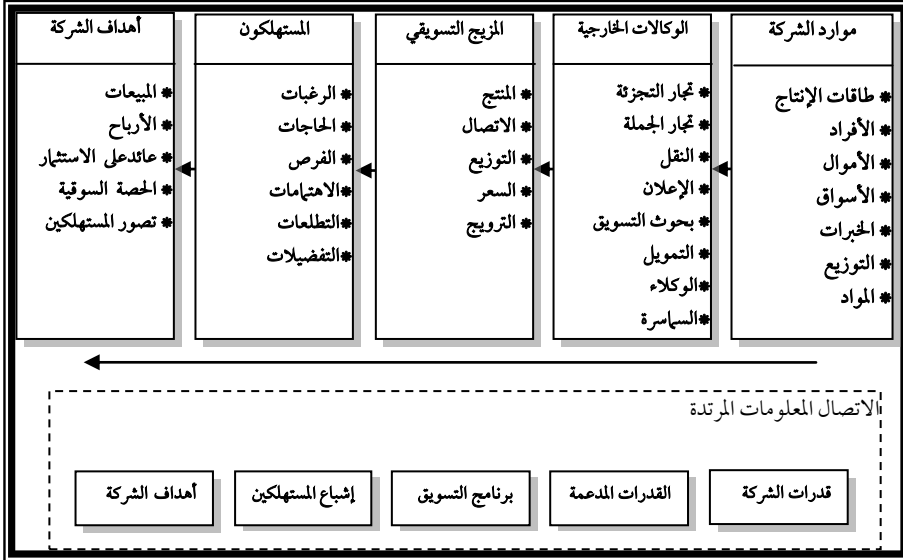 موارد الشركة
* طاقات الإنتاج
* الأفراد
* الأموال
* الأسواق
* الخبرات
* التوزيع
* المواد
الوكالات الخارجية
* تجار التجزئة
* تجار الجملة
* النقل
* الإعلان
* بحوث التسويق
* التمويل
*الوكلاء
*السماسرة
المزيج التسويقي
* المنتج
* الاتصال
* التوزيع
* السعر
* الترويج
المستهلكون
* الرغبات
* الحاجات
* الفرص
*الاهتمامات
*التطلعات
*التفضيلات
أهداف الشركة
* المبيعات
* الأرباح
* عائدعلى الاستثمار
* الحصة السوقية
* تصور المستهلكين
الاتصال المعلومات المرتدة
قدرات الشركة
القدرات المدعمة
برنامج التسويق
إشباع المستهلكين
أهداف الشركة